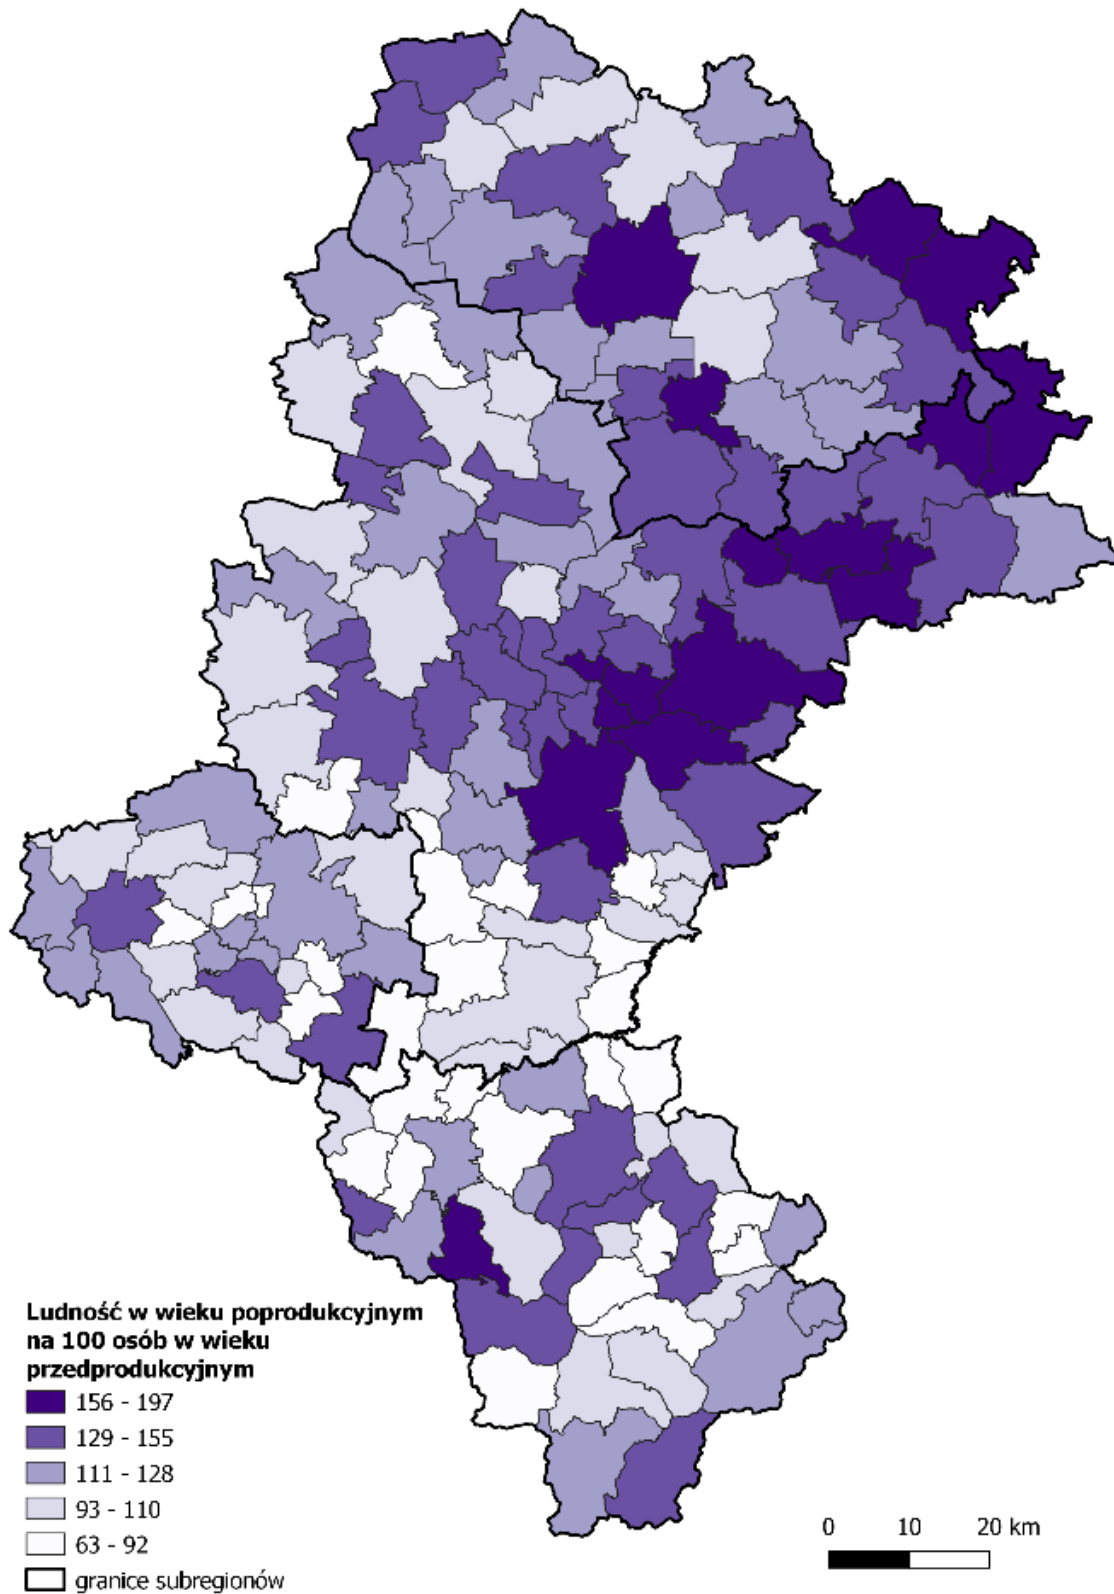 Ludność w wieku poprodukcyjnym
na 100 osób w wieku
przedprodukcyjnym
156 - 197
129 - 155
111 - 128
93 - 110
63 - 92
granice subregionów
0 10 20 km